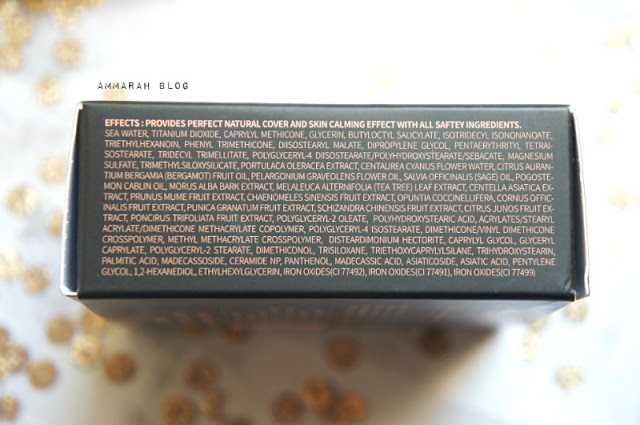 AMMARAH BLOG
EFFECTS : PROVIDES PERFECT NATURAL COVER AND SKIN CALMING EFFECT WITH ALL SAFTEY INGREDIENTS.
SEA WATER, TITANIUM DIOXIDE, CAPRYLYL METHICONE, GLYCERIN, BUTYLOCTYL SALICYLATE, ISOTRIDECYL ISONONANOATE,
TRIETHYLHEXANOIN, PHENYL TRIMETHICONE, DIISOSTEARYL MALATE, DIPROPYLENE GLYCOL, PENTAERYTHRITYL TETRAI-
SOSTEARATE, TRIDECYL TRIMELLITATE, POLYGLYCERYL-4 DIISOSTEARATE/POLYHYDROXYSTEARATE/SEBACATE, MAGNESIUM
SULFATE, TRIMETHYLSILOXYSILICATE, PORTULACA OLERACEA EXTRACT, CENTAUREA CYANUS FLOWER WATER, CITRUS AURAN-
TIUM BERGAMIA (BERGAMOT) FRUIT OIL, PELARGONIUM GRAVEOLENS FLOWER OIL, SALVIA OFFICINALIS (SAGE) OIL, POGOSTE-
MON CABLIN OIL, MORUS ALBA BARK EXTRACT, MELALEUCA ALTERNIFOLIA (TEA TREE) LEAF EXTRACT, CENTELLA ASIATICA EX-
TRACT, PRUNUS MUME FRUIT EXTRACT, CHAENOMELES SINENSIS FRUIT EXTRACT, OPUNTIA COCCINELLIFERA, CORNUS OFFIC-
INALIS FRUIT EXTRACT, PUNICA GRANATUM FRUIT EXTRACT, SCHIZANDRA CHINENSIS FRUIT EXTRACT, CITRUS JUNOS FRUIT EX-
TRACT, PONCIRUS TRIFOLIATA FRUIT EXTRACT, POLYGLYCERYL-2 OLEATE, POLYHYDROXYSTEARIC ACID, ACRYLATES/STEARYL
ACRYLATE/DIMETHICONE METHACRYLATE COPOLYMER, POLYGLYCERYL-4 ISOSTEARATE, DIMETHICONE/VINYL DIMETHICONE
CROSSPOLYMER, METHYL METHACRYLATE CROSSPOLYMER, DISTEARDIMONIUM HECTORITE, CAPRYLYL GLYCOL, GLYCERYL
CAPRYLATE, POLYGLYCERYL-2 STEARATE, DIMETHICONOL, TRISILOXANE, TRIETHOXYCAPRYLYLSILANE, TRIHYDROXYSTEARIN,
PALMITIC ACID, MADECASSOSIDE, CERAMIDE NP, PANTHENOL, MADECASSIC ACID, ASIATICOSIDE, ASIATIC ACID, PENTYLENE
GLYCOL, 1,2-HEXANEDIOL, ETHYLHEXYLGLYCERIN, IRON OXIDES(CI 77492), IRON OXIDES(CI 77491), IRON OXIDES(CI 77499)